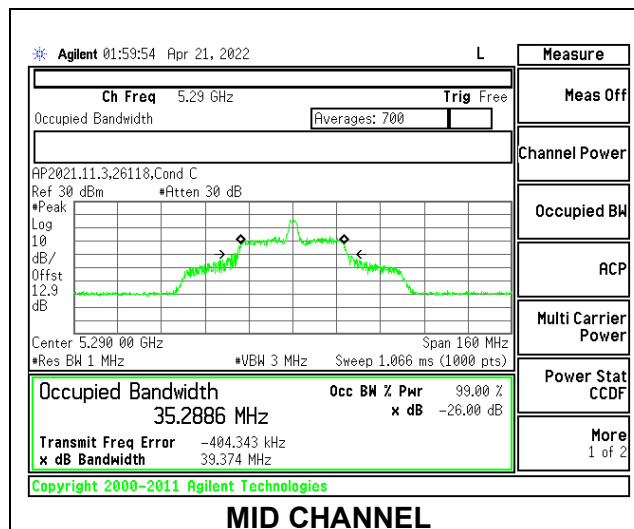 Agilent 01:59:54 Apr 21, 2022 L
Measure
Ch Freq 5.29 GHz Trig Free
Meas Off
Occupied Bandwidth Averages: 700
Channel Power
AP2021.11.3,26118,Cond C
Ref 30 dBm #Atten 30 dB
#Peak
Occupied BW
Log
10
dB/
ACP
Offst
12.9
dB
Multi Carrier
Power
Center 5.290 00 GHz Span 160 MHz
#Res BW 1 MHz #VBW 3 MHz Sweep 1.066 ms (1000 pts)
Power Stat
CCDF
Occupied Bandwidth Occ BW % Pwr 99.00 %
35.2886 MHz x dB -26.00 dB
More
1 of 2
Transmit Freq Error -404.343 kHz
x dB Bandwidth 39.374 MHz
Copyright 2000-2011 Agilent Technologies
MID CHANNEL